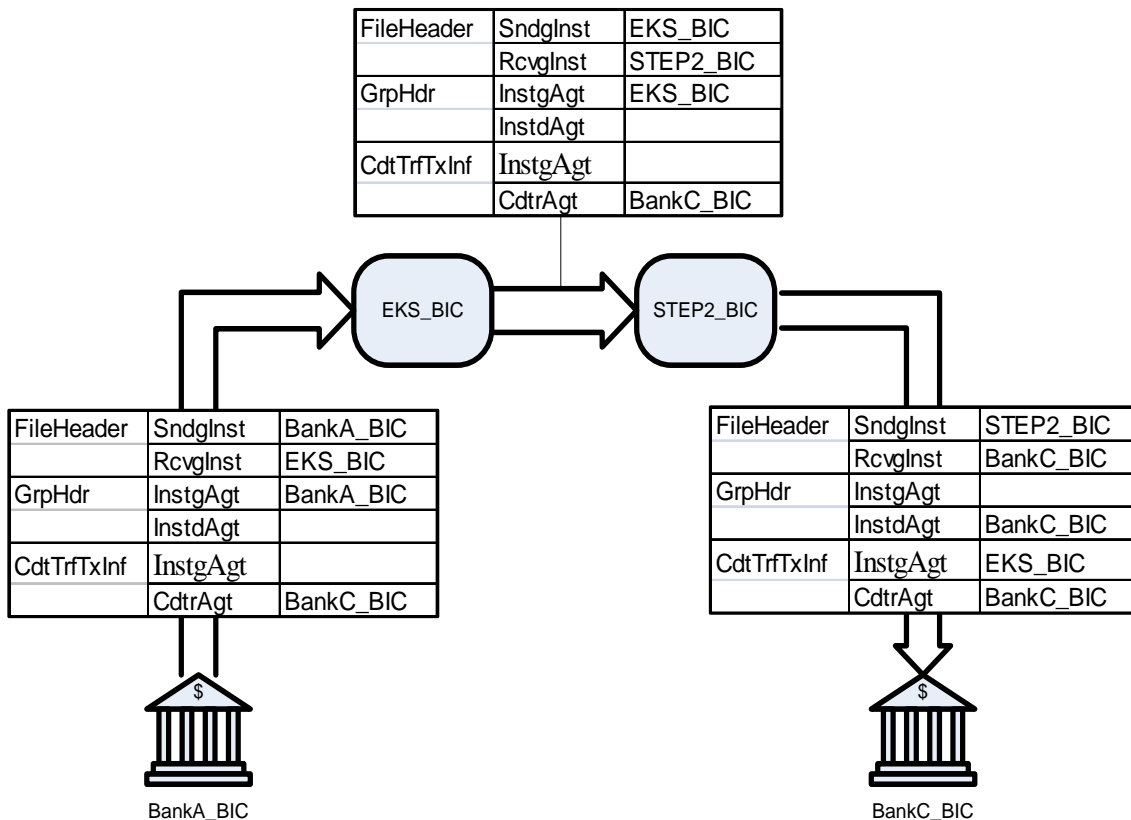 FileHeader SndgInst EKS_BIC
RcvgInst STEP2_BIC
GrpHdr InstgAgt EKS_BIC
InstdAgt
CdtTrfTxInf InstgAgt
CdtrAgt BankC_BIC
EKS_BIC STEP2_BIC
FileHeader SndgInst BankA_BIC
RcvgInst EKS_BIC
GrpHdr InstgAgt BankA_BIC
InstdAgt
CdtTrfTxInf InstgAgt
CdtrAgt BankC_BIC
FileHeader SndgInst STEP2_BIC
RcvgInst BankC_BIC
GrpHdr InstgAgt
InstdAgt BankC_BIC
CdtTrfTxInf InstgAgt EKS_BIC
CdtrAgt BankC_BIC
$
BankA_BIC
$
BankC_BIC